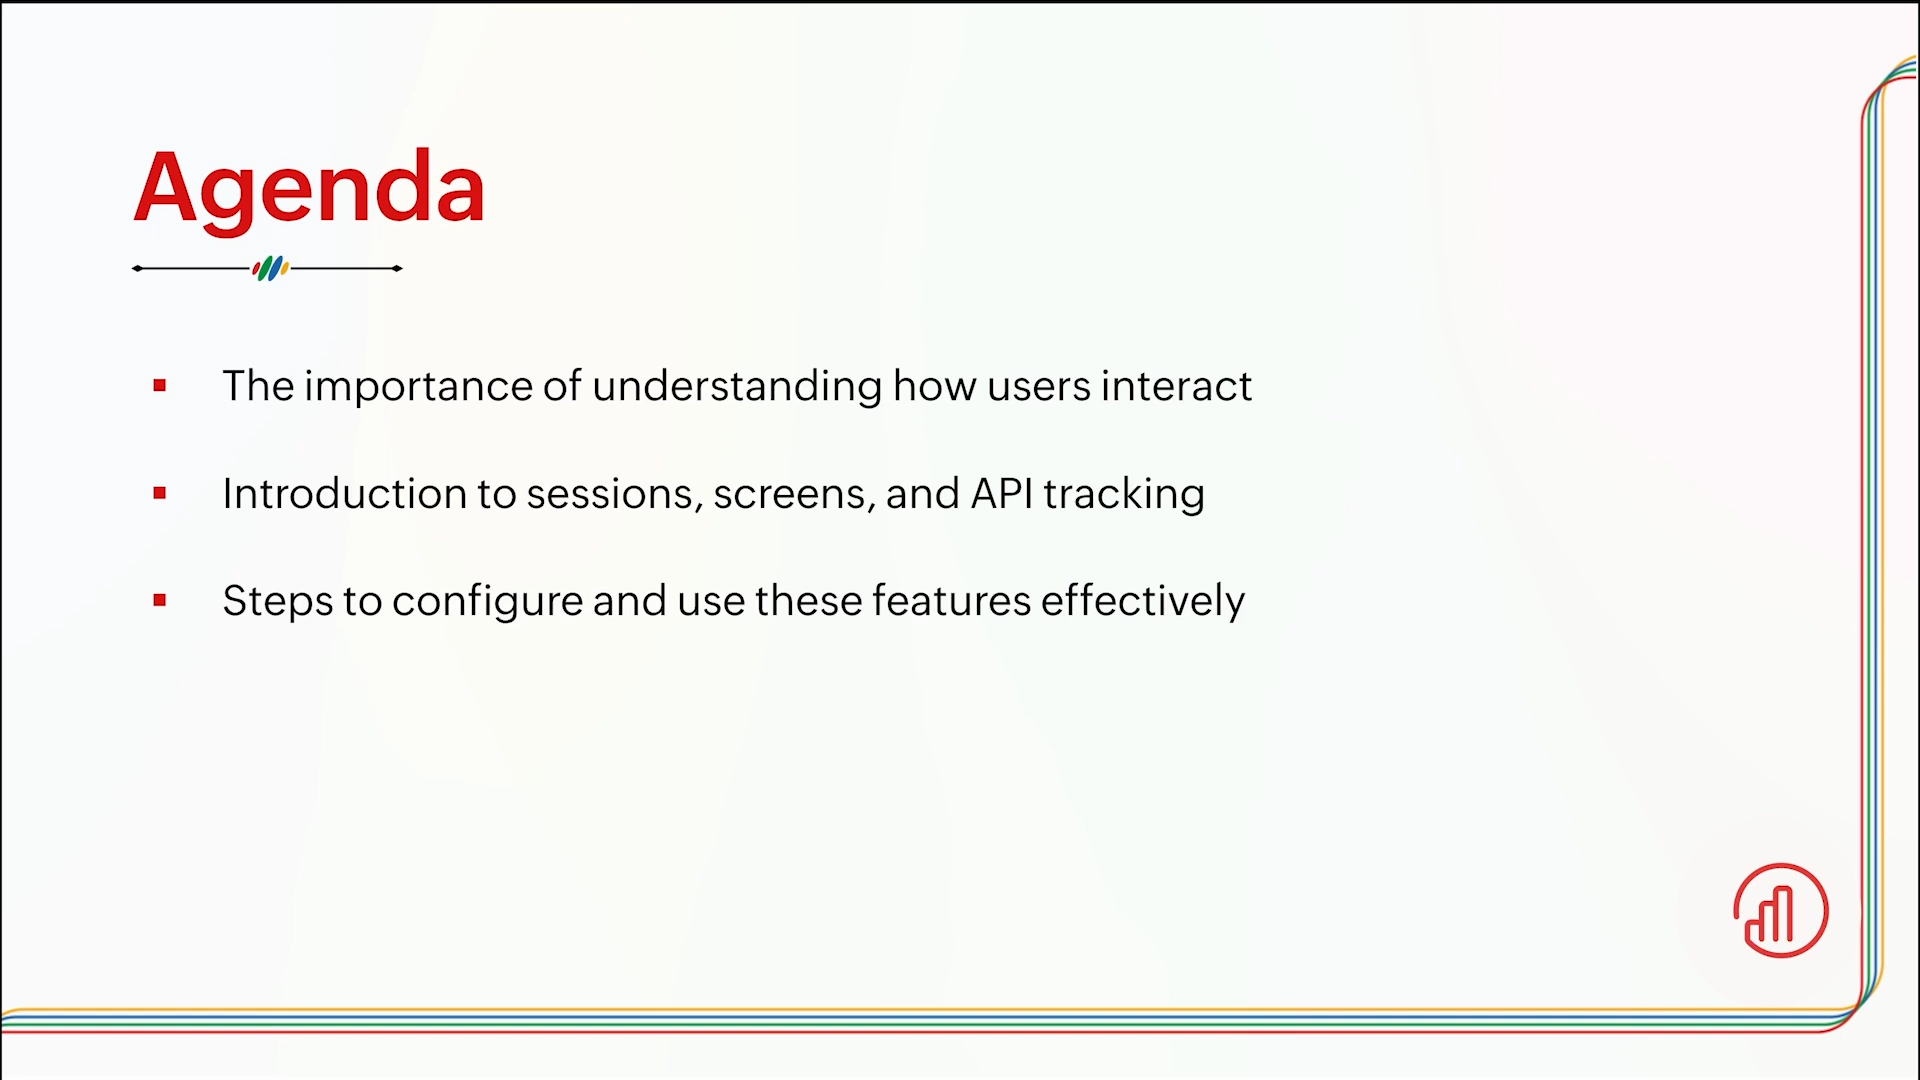 Agenda
The importance of understanding how users interact
Introduction to sessions, screens, and API tracking
Steps to configure and use these features effectively